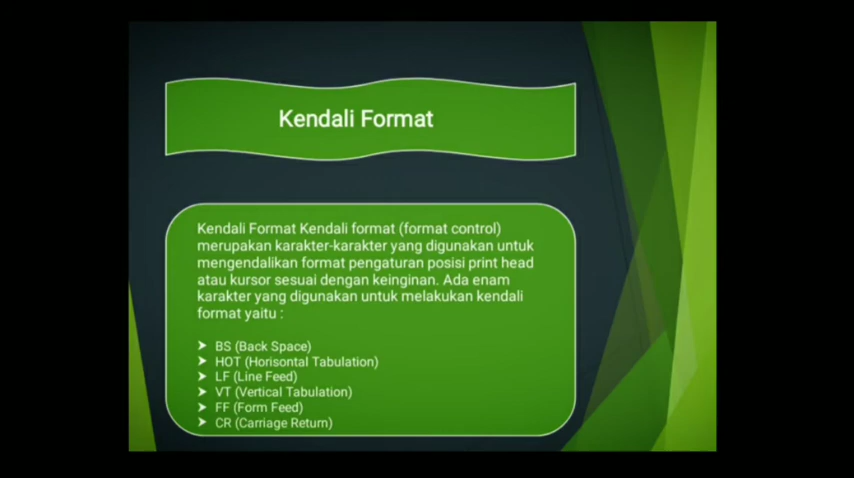 Kendali Format
Kendali Format Kendali format (format control)
merupakan karakter-karakter yang digunakan untuk
mengendalikan format pengaturan posisi print head
atau kursor sesuai dengan keinginan. Ada enam
karakter yang digunakan untuk melakukan kendali
format yaitu :
➤ BS (Back Space)
➤ HOT (Horisontal Tabulation)
➤ LF (Line Feed)
➤ VT (Vertical Tabulation)
➤ FF (Form Feed)
➤ CR (Carriage Return)